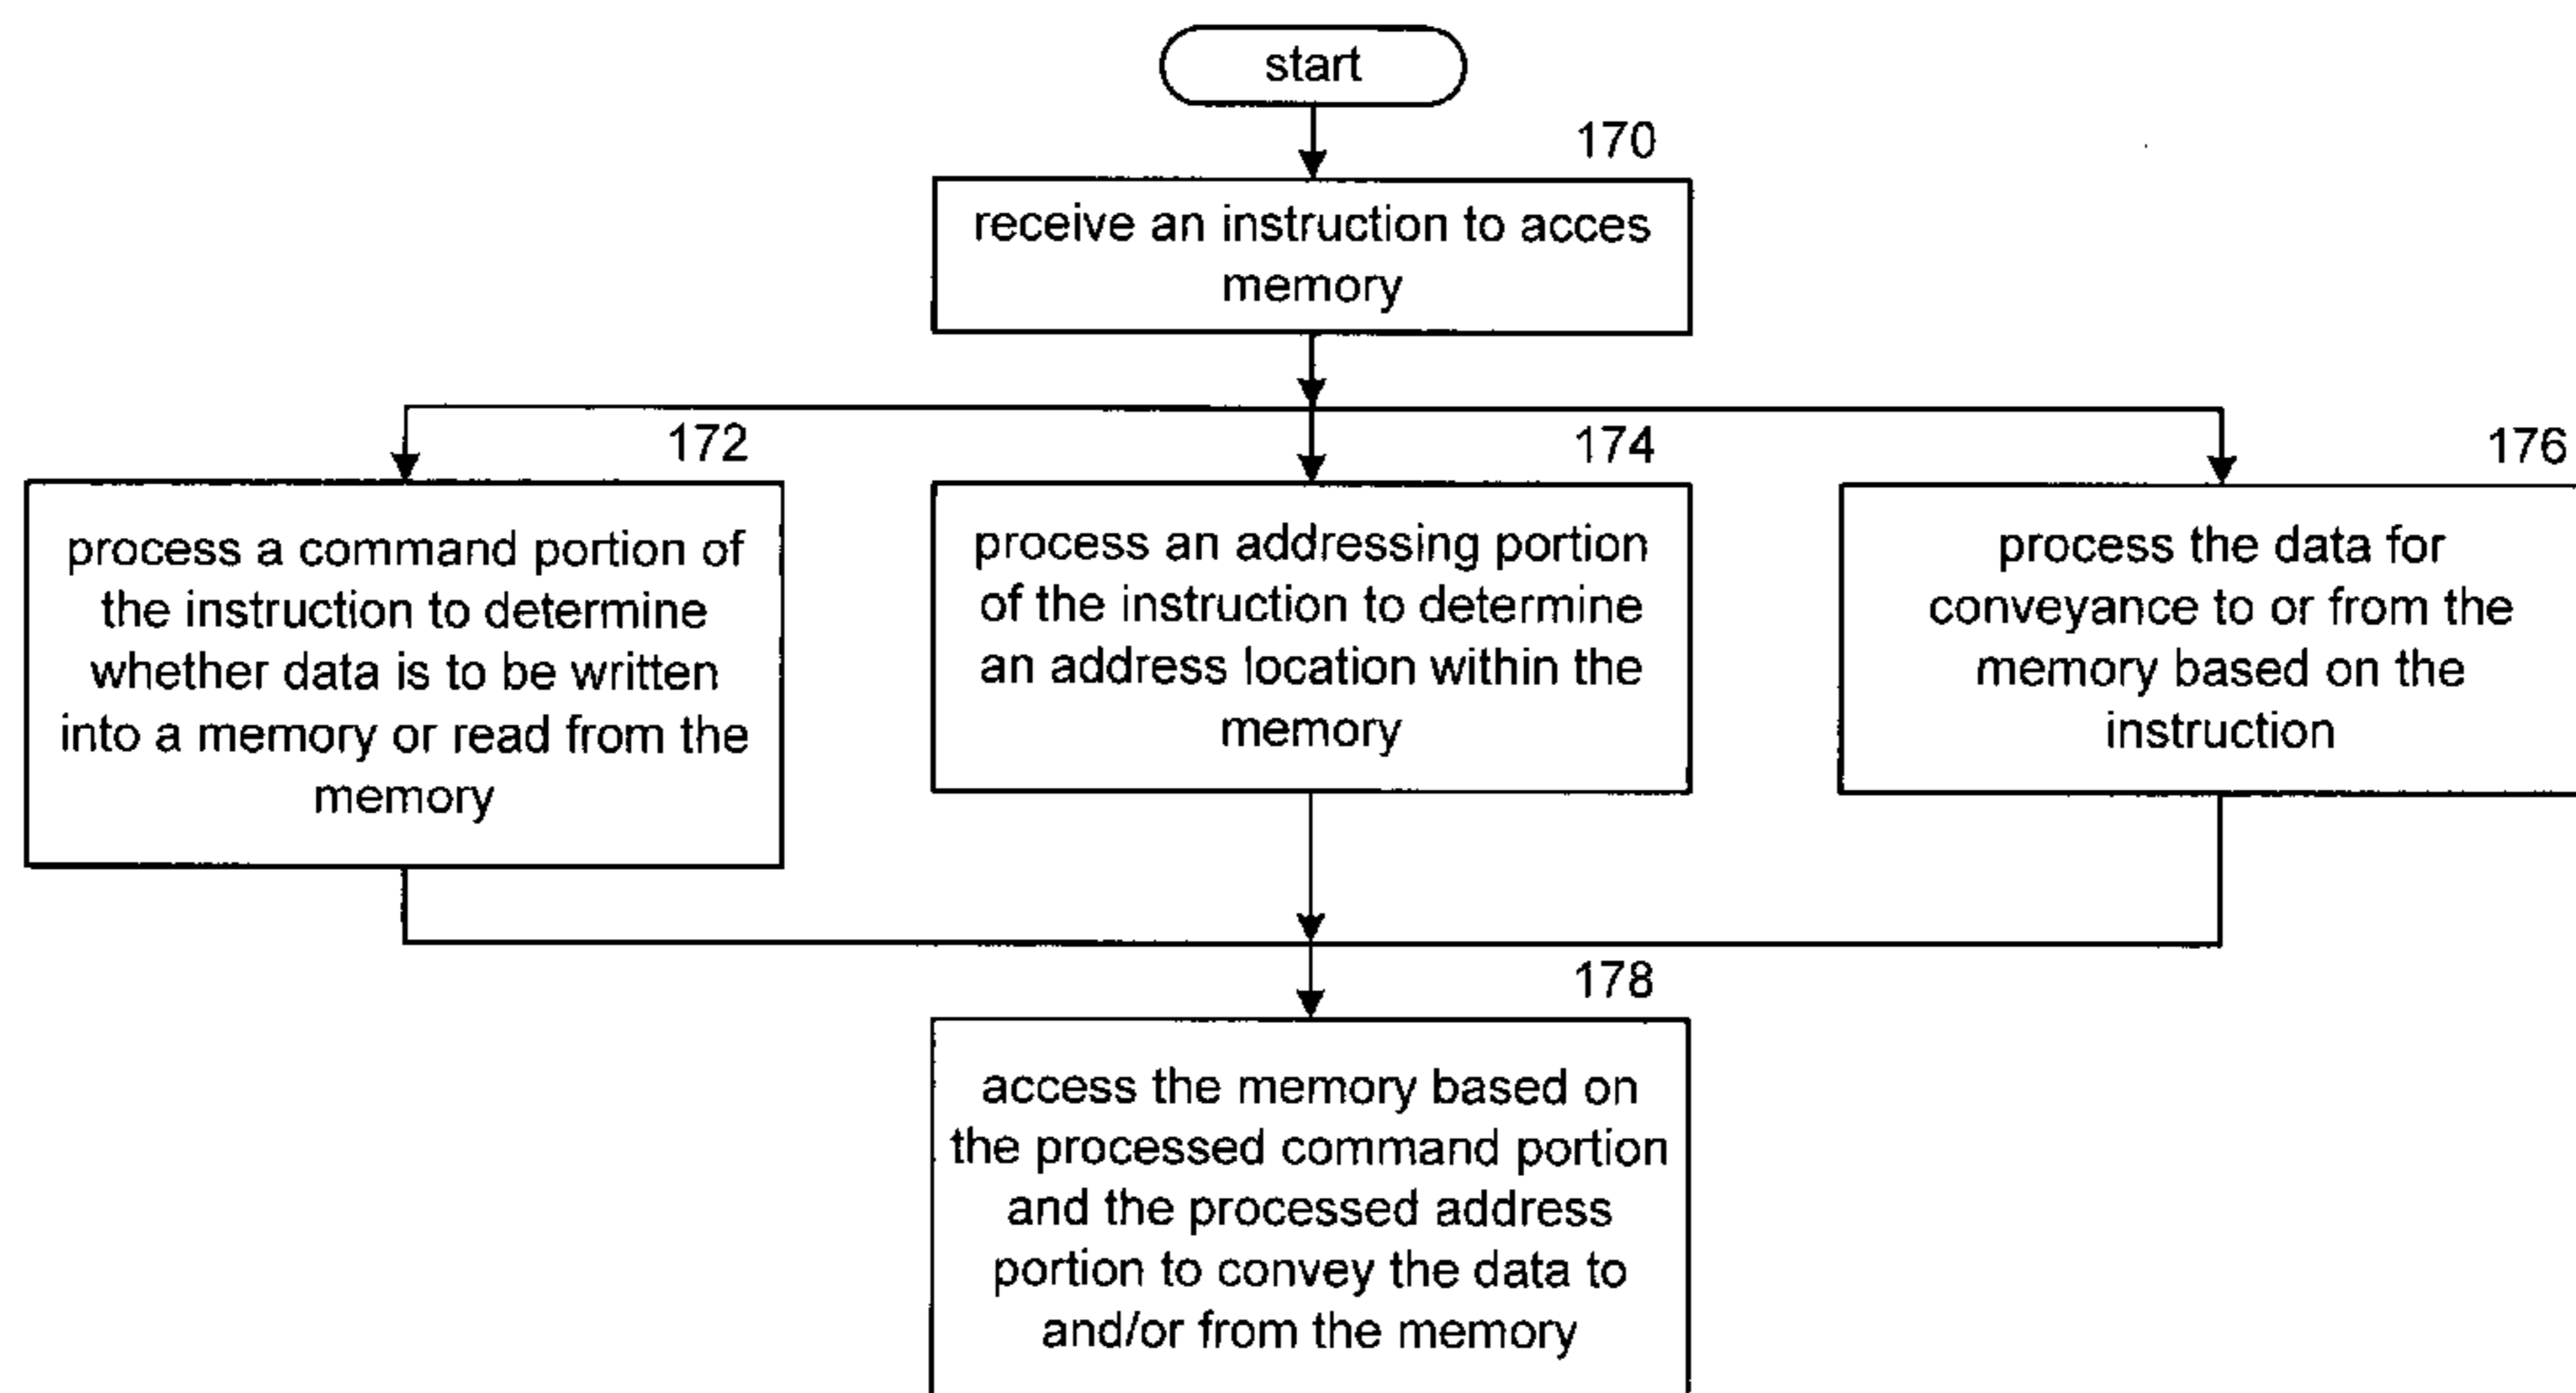 start
170
receive an instruction to acces
memory
172
process a command portion of
the instruction to determine
whether data is to be written
into a memory or read from the
memory
174
process an addressing portion
of the instruction to determine
an address location within the
memory
176
process the data for
conveyance to or from the
memory based on the
instruction
178
access the memory based on
the processed command portion
and the processed address
portion to convey the data to
and/or from the memory